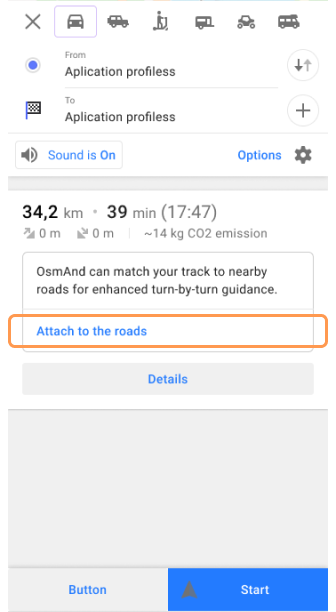 From
Aplication profiless
To
Aplication profiless
Sound is On
Options
34,2 km • 39 min (17:47)
0 m 0 m ~14 kg CO2 emission
OsmAnd can match your track to nearby
roads for enhanced turn-by-turn guidance.
Attach to the roads
Details
Button
Start